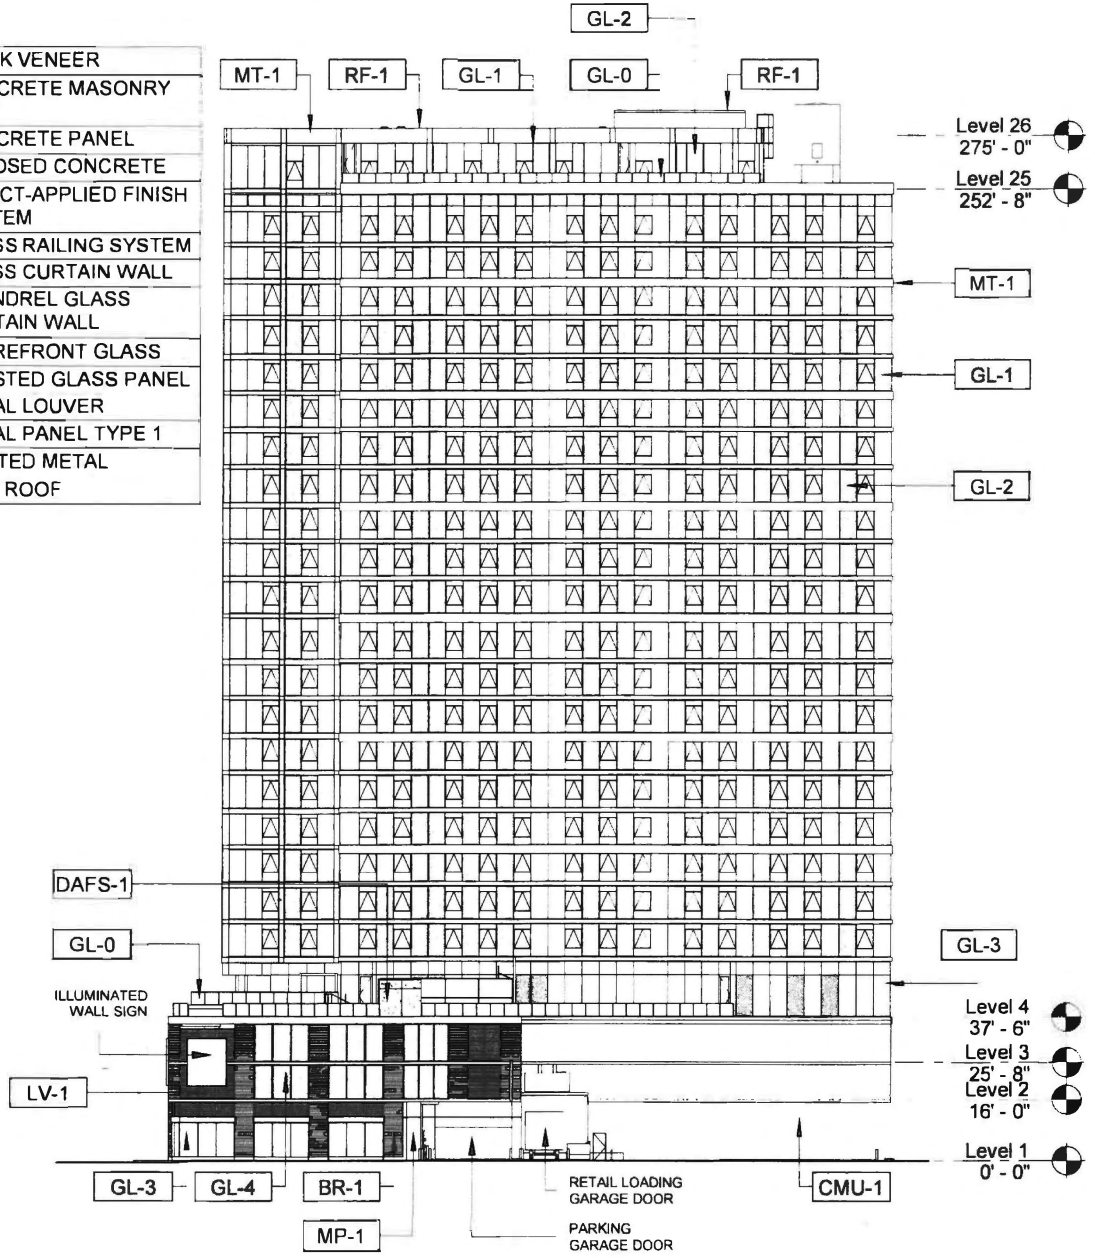 GL-2
MT-1
RF-1
GL-1
GL-0
RF-1
K VENEER
CRETE MASONRY
CRETE PANEL
OSED CONCRETE
CT-APPLIED FINISH
TEM
SS RAILING SYSTEM
SS CURTAIN WALL
NDREL GLASS
TAIN WALL
REFRONT GLASS
STED GLASS PANEL
AL LOUVER
AL PANEL TYPE 1
TED METAL
ROOF
Level 26
275' - 0"
Level 25
252' - 8"
MT-1
GL-1
GL-2
DAFS-1
GL-0
GL-3
ILLUMINATED
WALL SIGN
LV-1
Level 4
37' - 6"
Level 3
25' - 8"
Level 2
16' - 0"
Level 1
0' - 0"
GL-3
GL-4
BR-1
MP-1
RETAIL LOADING
GARAGE DOOR
PARKING
GARAGE DOOR
CMU-1